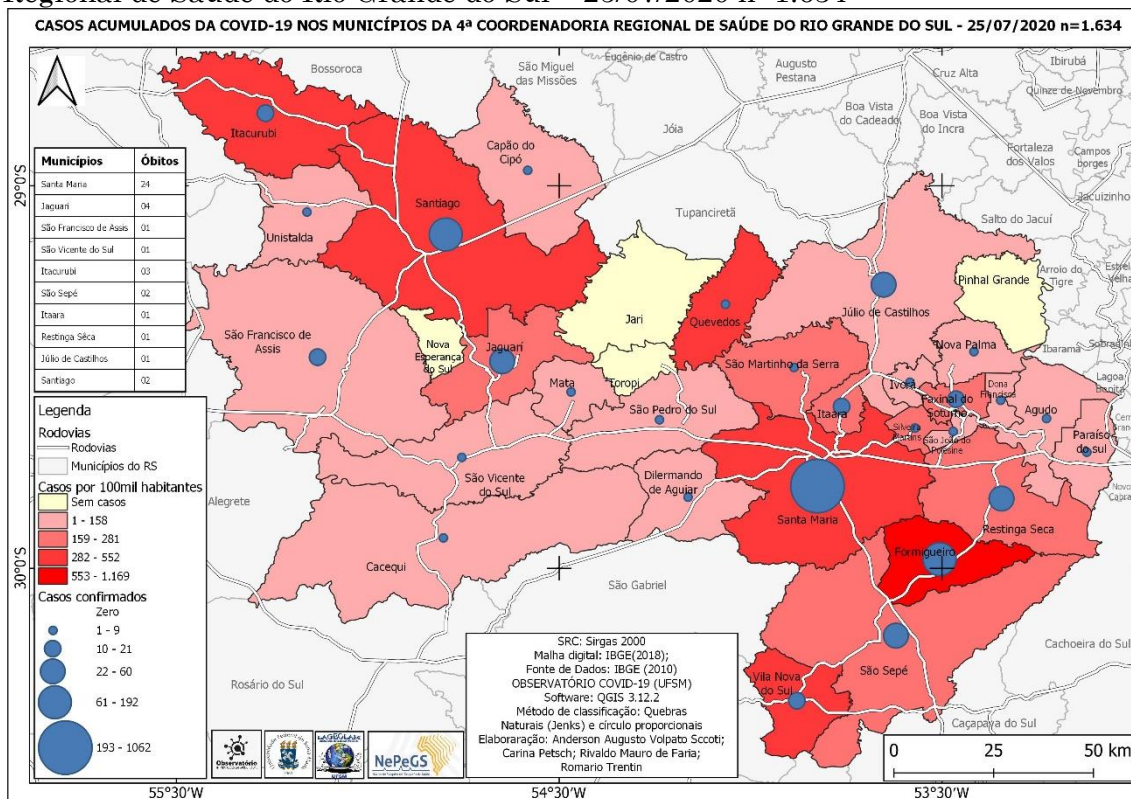 Regional de Saúde do Rio Grande do Sul – 25/07/2020 n=1.634
CASOS ACUMULADOS DA COVID-19 NOS MUNICÍPIOS DA 4ª COORDENADORIA REGIONAL DE SAÚDE DO RIO GRANDE DO SUL - 25/07/2020 n=1.634
Bossoroca
São Miguel
das Missões
Eugênio de Castro
Augusto
Pestana
Cruz Alta
Ibirubá
Quinze de Novembro
Boa Vista
do Cadeado
Boa Vista
do Incra
Jóia
Fortaleza
dos Valos
Campos
borges
Jacuizinho
Salto do Jacuí
Tupanciretã
Arroio do
Tigre
Estrel
Velha
Ibarama
Sobradinh
Lagoa
Bonita
Itacurubi
Capão do
Cipó
Santiago
Unistalda
São Francisco de
Assis
Nova
Esperança
do Sul
Jaguari
Jari
Quevedos
Toropi
Mata
São Pedro do Sul
Júlio de Castilhos
Pinhal Grande
Nova Palma
São Martinho da Serra
Ivorá
Dona
Francisca
Faxinal do
Soturno
Itaara
Agudo
Silveira
Martins
São João do
Polesine
Paraíso
do sul
São Vicente
do Sul
Dilermando
de Aguiar
Santa Maria
Restinga Seca
Formigueiro
Cacequi
São Sepé
Vila Nova
do Sul
Alegrete
São Gabriel
Rosário do Sul
Cachoeira do Sul
Caçapava do Sul
Novo
Cabra
Municípios Óbitos
Santa Maria 24
Jaguari 04
São Francisco de Assis 01
São Vicente do Sul 01
Itacurubi 03
São Sepé 02
Itaara 01
Restinga Sêca 01
Júlio de Castilhos 01
Santiago 02
Legenda
Rodovias
Rodovias
Municípios do RS
Casos por 100mil habitantes
Sem casos
1 - 158
159 - 281
282 - 552
553 - 1.169
Casos confirmados
Zero
1 - 9
10 - 21
22 - 60
61 - 192
193 - 1062
SRC: Sirgas 2000
Malha digital: IBGE(2018);
Fonte de Dados: IBGE (2010)
OBSERVATÓRIO COVID-19 (UFSM)
Software: QGIS 3.12.2
Método de classificação: Quebras
Naturais (Jenks) e círculo proporcionais
Elaboração: Anderson Augusto Volpato Sccoti;
Carina Petsch; Rivaldo Mauro de Faria;
Romario Trentin
Observatório
LAGEOLAM
UFSM
NePeGS
0 25 50 km
29°0'S
30°0'S
55°30'W
54°30'W
53°30'W